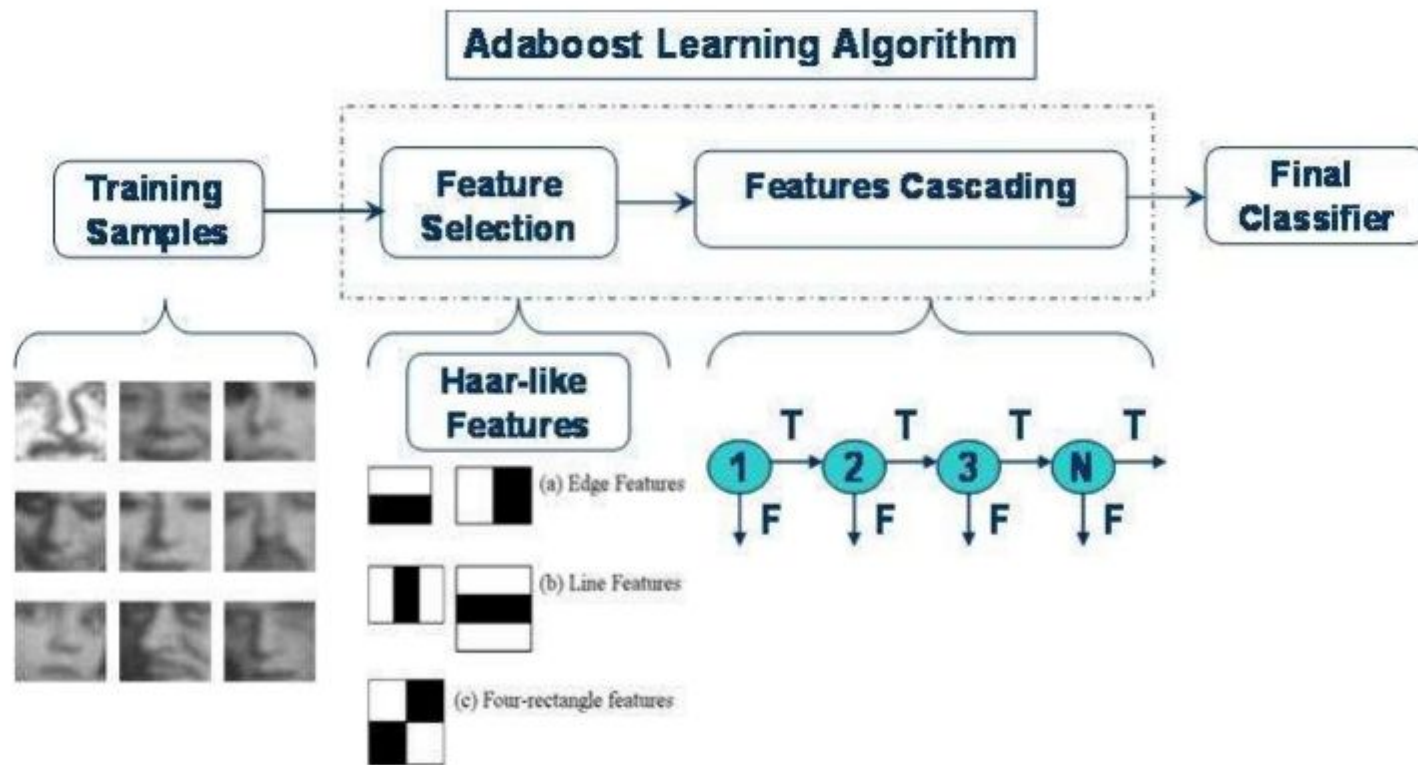 Adaboost Learning Algorithm
Training
Samples
Feature
Selection
Features Cascading
Final
Classifier
Haar-like
Features
(a) Edge Features
(b) Line Features
(c) Four-rectangle features
T T T T
1 2 3 N
F F F F